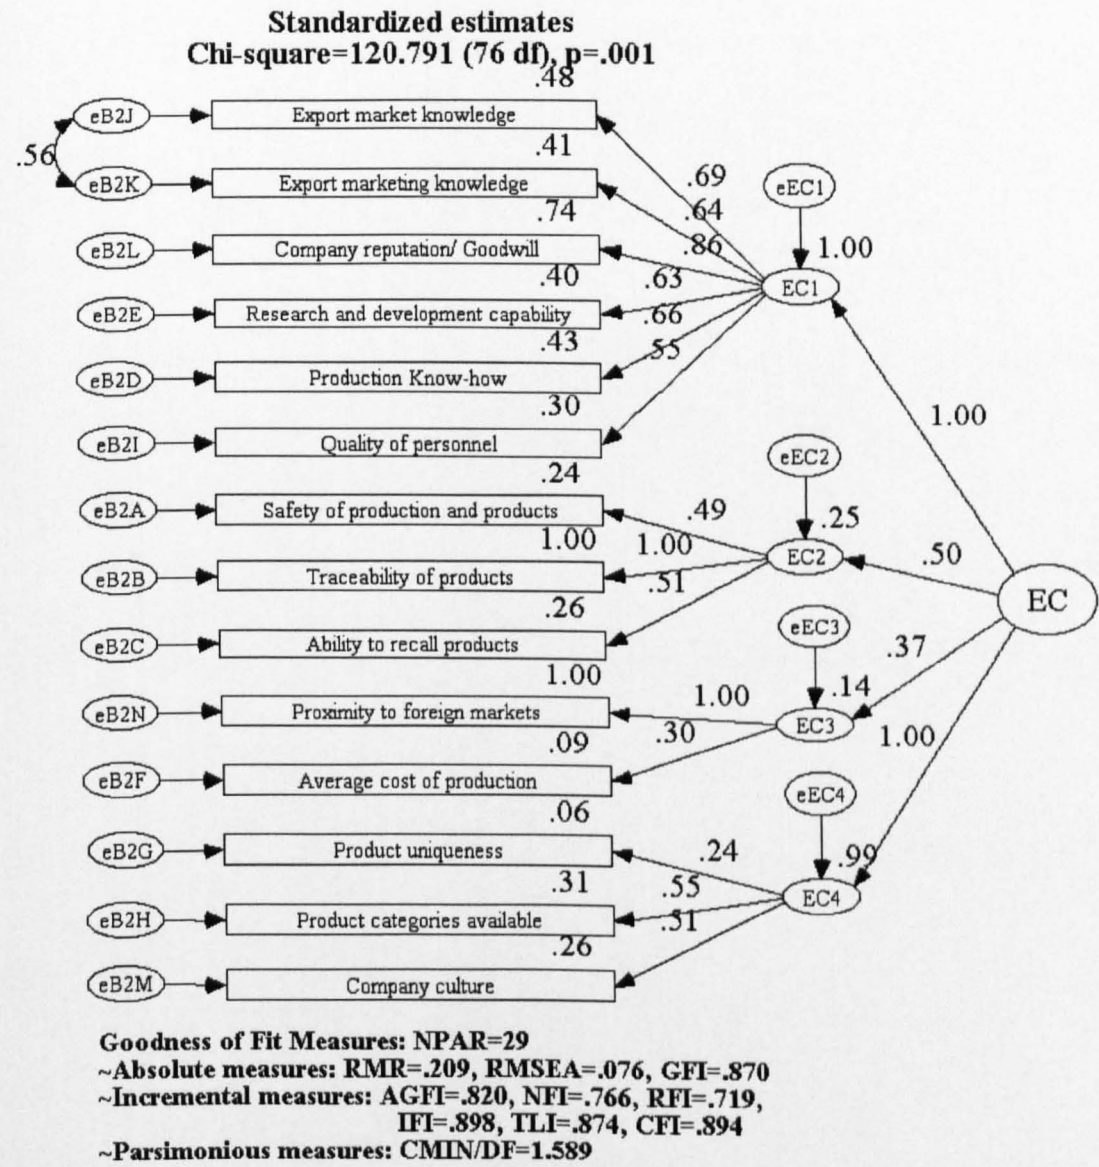 Standardized estimates
Chi-square=120.791 (76 df), p=.001
.48
eB2J Export market knowledge
.41
.56
.69
eEC1
eB2K Export marketing knowledge
.64
.74
.86
1.00
eB2L Company reputation/ Goodwill
.40
.63
EC1
eB2E Research and development capability
.66
.43
.55
eB2D Production Know-how
.30
1.00
eB2I Quality of personnel
.24
eEC2
eB2A Safety of production and products
.49
.25
1.00
1.00
EC2
.50
eB2B Traceability of products
.51
.26
EC
eEC3
eB2C Ability to recall products
.37
1.00
.14
eB2N Proximity to foreign markets
1.00
EC3
.09
.30
1.00
eB2F Average cost of production
eEC4
.06
eB2G Product uniqueness
.24
.99
.31
.55
EC4
eB2H Product categories available
.51
.26
eB2M Company culture
Goodness of Fit Measures: NPAR=29
~Absolute measures: RMR=.209, RMSEA=.076, GFI=.870
~Incremental measures: AGFI=.820, NFI=.766, RFI=.719,
IFI=.898, TLI=.874, CFI=.894
~Parsimonious measures: CMIN/DF=1.589